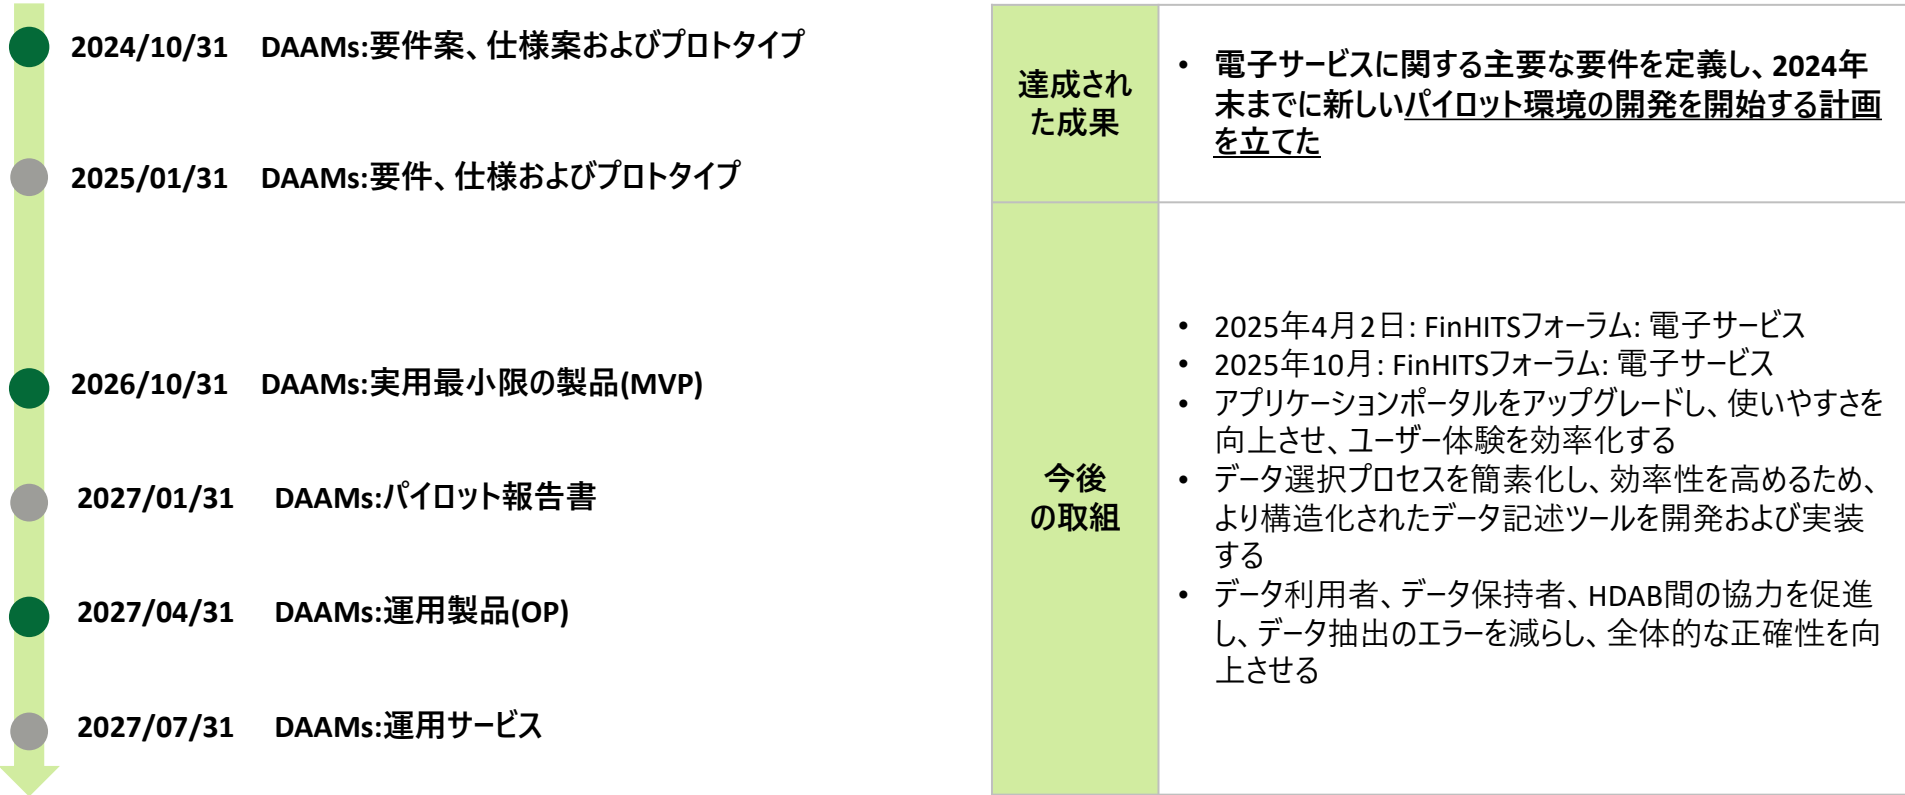 2024/10/31 DAAMs:要件案、仕様案およびプロトタイプ
2025/01/31 DAAMs:要件、仕様およびプロトタイプ
2026/10/31 DAAMs:実用最小限の製品(MVP)
2027/01/31 DAAMs:パイロット報告書
2027/04/31 DAAMs:運用製品(OP)
2027/07/31 DAAMs:運用サービス
達成され
た成果
• 電子サービスに関する主要な要件を定義し、2024年
末までに新しいパイロット環境の開発を開始する計画
を立てた
今後
の取組
• 2025年4月2日: FinHITSフォーラム: 電子サービス
• 2025年10月: FinHITSフォーラム: 電子サービス
• アプリケーションポータルをアップグレードし、使いやすさを
向上させ、ユーザー体験を効率化する
• データ選択プロセスを簡素化し、効率性を高めるため、
より構造化されたデータ記述ツールを開発および実装
する
• データ利用者、データ保持者、HDAB間の協力を促進
し、データ抽出のエラーを減らし、全体的な正確性を向
上させる